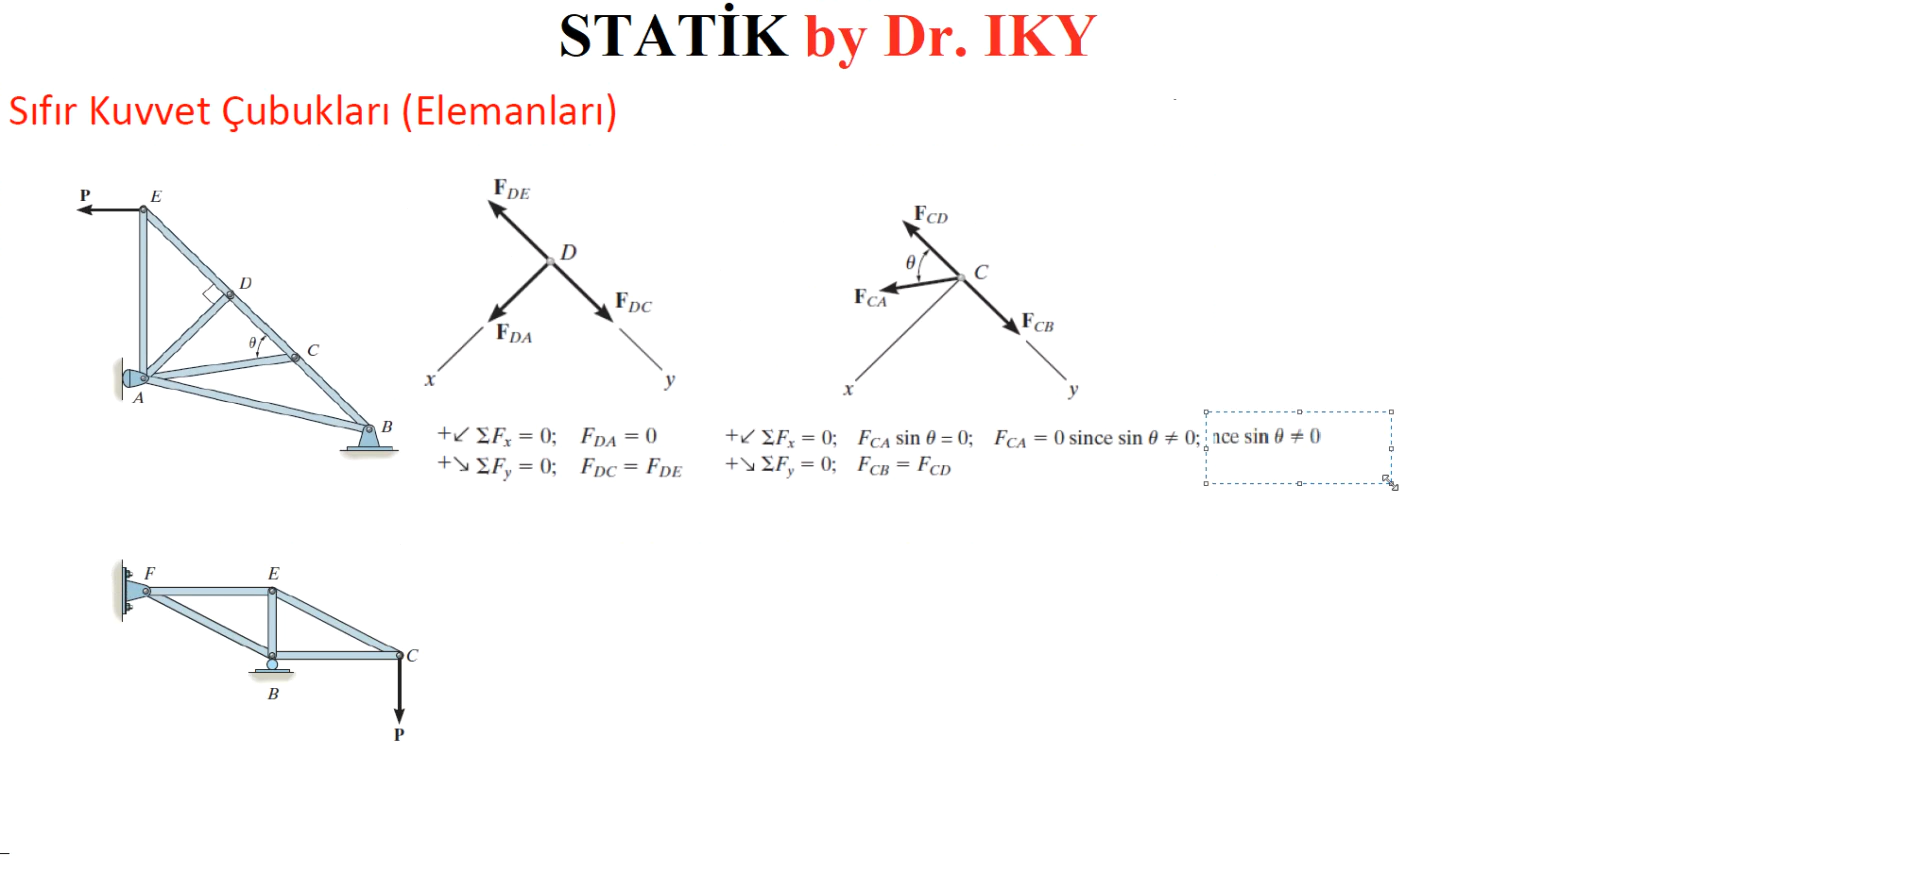 STATİK by Dr. IKY
Sıfır Kuvvet Çubukları (Elemanları)
P
E
D
θ
C
A
B
F_DE
D
F_DC
F_DA
x
y
F_CD
θ
C
F_CA
F_CB
x
y
+↙ ΣF_x = 0; F_DA = 0
+↘ ΣF_y = 0; F_DC = F_DE
+↙ ΣF_x = 0; F_CA sin θ = 0; F_CA = 0 since sin θ ≠ 0; nce sin θ ≠ 0
+↘ ΣF_y = 0; F_CB = F_CD
F
E
C
B
P